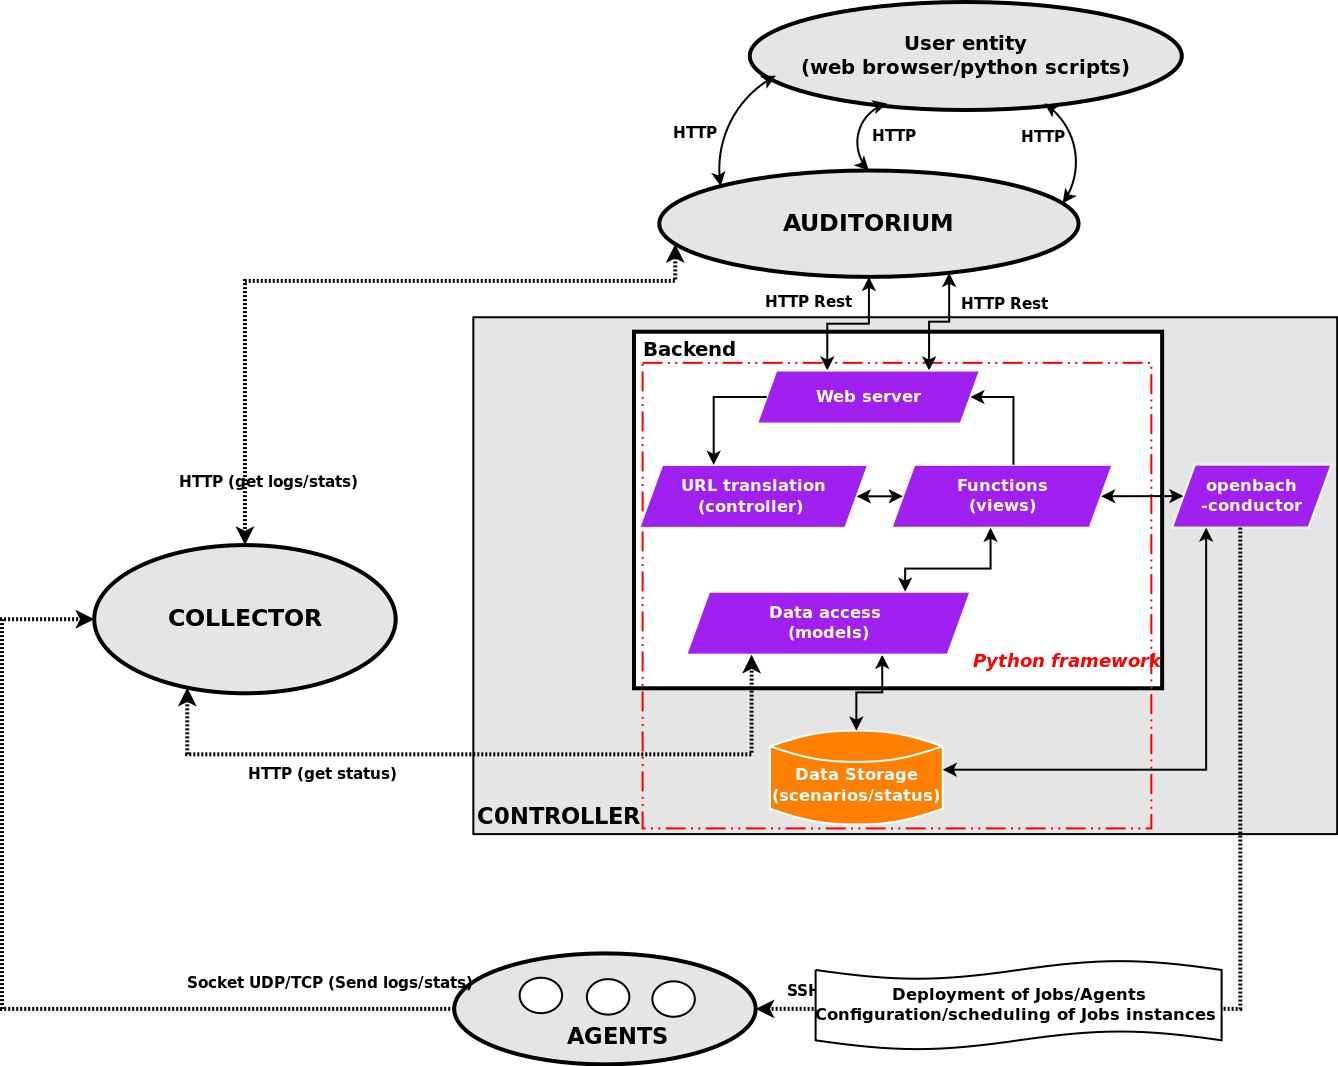 User entity
(web browser/python scripts)
HTTP
HTTP
HTTP
AUDITORIUM
HTTP Rest
HTTP Rest
Backend
Web server
HTTP (get logs/stats)
URL translation
(controller)
Functions
(views)
openbach
-conductor
COLLECTOR
Data access
(models)
Python framework
HTTP (get status)
Data Storage
(scenarios/status)
C0NTROLLER
Socket UDP/TCP (Send logs/stats)
SSH
Deployment of Jobs/Agents
Configuration/scheduling of Jobs instances
AGENTS